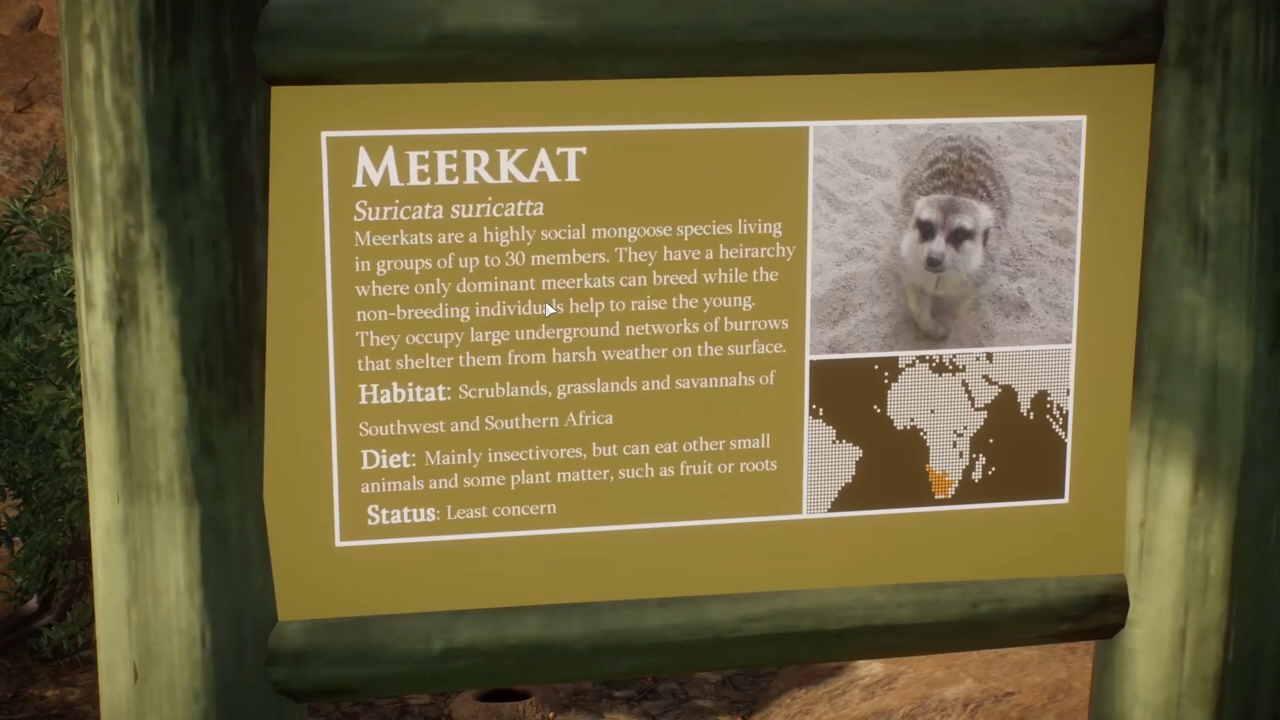 MEERKAT
Suricata suricatta
Meerkats are a highly social mongoose species living
in groups of up to 30 members. They have a heirarchy
where only dominant meerkats can breed while the
non-breeding individuals help to raise the young.
They occupy large underground networks of burrows
that shelter them from harsh weather on the surface.
Habitat: Scrublands, grasslands and savannahs of
Southwest and Southern Africa
Diet: Mainly insectivores, but can eat other small
animals and some plant matter, such as fruit or roots
Status: Least concern